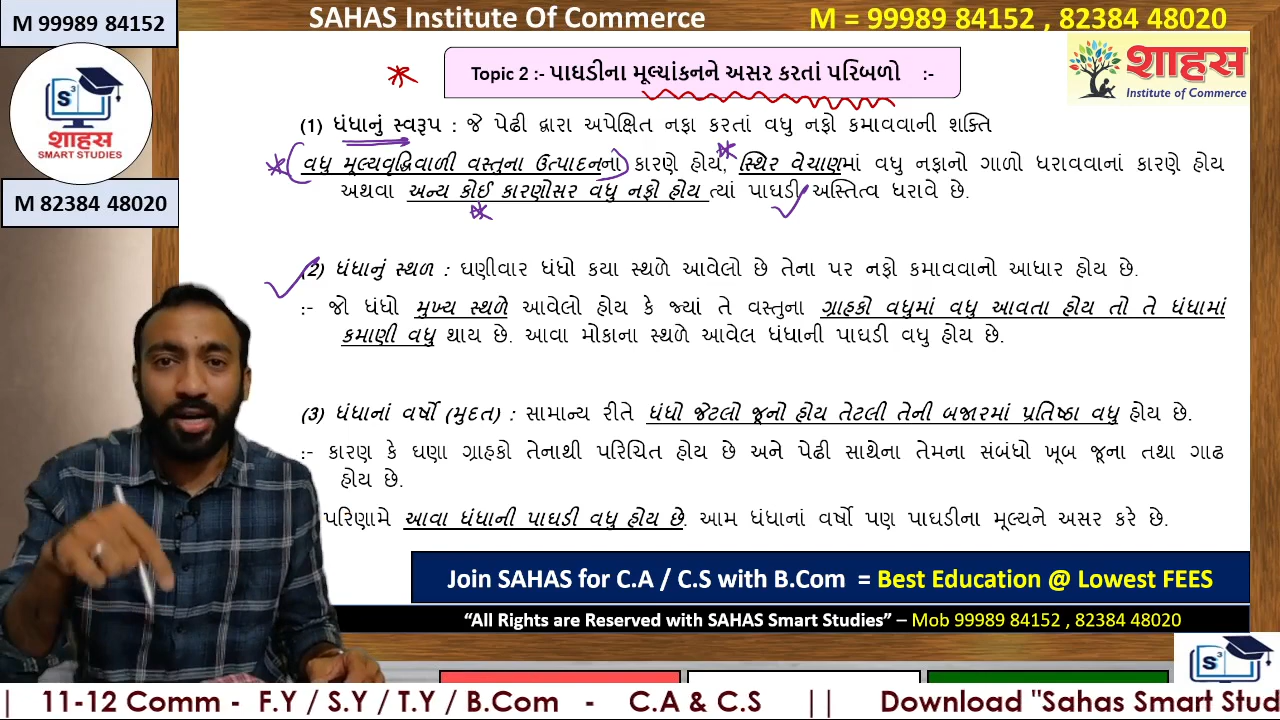 M 99989 84152
SAHAS Institute Of Commerce
M = 99989 84152 , 82384 48020
S³
शाहस
SMART STUDIES
M 82384 48020
शाहस
Institute of Commerce
Topic 2 :- પાઘડીના મૂલ્યાંકનને અસર કરતાં પરિબળો :-
(1) ધંધાનું સ્વરૂપ : જે પેઢી દ્વારા અપેક્ષિત નફા કરતાં વધુ નફો કમાવવાની શક્તિ
વધુ મૂલ્યવૃદ્ધિવાળી વસ્તુના ઉત્પાદનના કારણે હોય, સ્થિર વેચાણમાં વધુ નફાનો ગાળો ધરાવવાનાં કારણે હોય
અથવા અન્ય કોઈ કારણોસર વધુ નફો હોય ત્યાં પાઘડી અસ્તિત્વ ધરાવે છે.
(2) ધંધાનું સ્થળ : ઘણીવાર ધંધો કયા સ્થળે આવેલો છે તેના પર નફો કમાવવાનો આધાર હોય છે.
:- જો ધંધો મુખ્ય સ્થળે આવેલો હોય કે જ્યાં તે વસ્તુના ગ્રાહકો વધુમાં વધુ આવતા હોય તો તે ધંધામાં
કમાણી વધુ થાય છે. આવા મોકાના સ્થળે આવેલ ધંધાની પાઘડી વધુ હોય છે.
(3) ધંધાનાં વર્ષો (મુદત) : સામાન્ય રીતે ધંધો જેટલો જૂનો હોય તેટલી તેની બજારમાં પ્રતિષ્ઠા વધુ હોય છે.
:- કારણ કે ઘણા ગ્રાહકો તેનાથી પરિચિત હોય છે અને પેઢી સાથેના તેમના સંબંધો ખૂબ જૂના તથા ગાઢ
હોય છે.
પરિણામે આવા ધંધાની પાઘડી વધુ હોય છે. આમ ધંધાનાં વર્ષો પણ પાઘડીના મૂલ્યને અસર કરે છે.
Join SAHAS for C.A / C.S with B.Com = Best Education @ Lowest FEES
“All Rights are Reserved with SAHAS Smart Studies” – Mob 99989 84152 , 82384 48020
S³
| 11-12 Comm - F.Y / S.Y / T.Y / B.Com - C.A & C.S || Download "Sahas Smart Stud